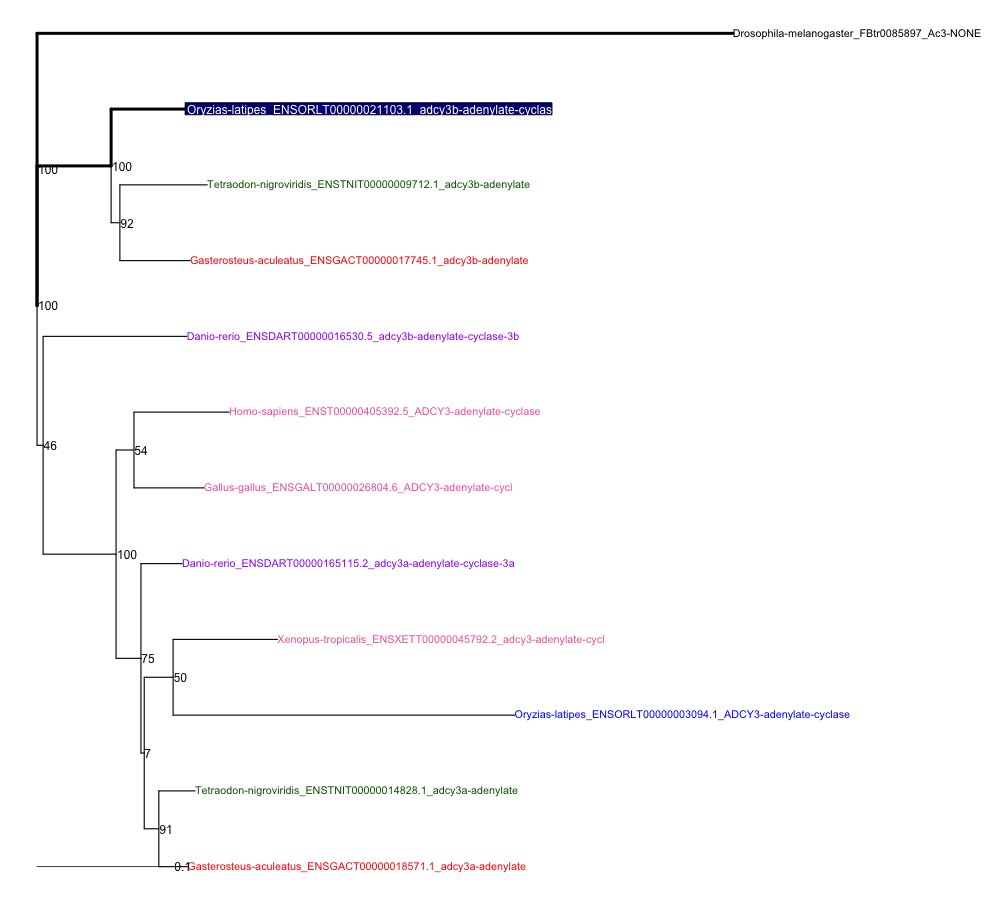 Drosophila-melanogaster_FBtr0085897_Ac3-NONE
Oryzias-latipes_ENSORLT00000021103.1_adcy3b-adenylate-cyclas
100
100
Tetraodon-nigroviridis_ENSTNIT00000009712.1_adcy3b-adenylate
92
Gasterosteus-aculeatus_ENSGACT00000017745.1_adcy3b-adenylate
100
Danio-rerio_ENSDART00000016530.5_adcy3b-adenylate-cyclase-3b
Homo-sapiens_ENST00000405392.5_ADCY3-adenylate-cyclase
46
54
Gallus-gallus_ENSGALT00000026804.6_ADCY3-adenylate-cycl
100
Danio-rerio_ENSDART00000165115.2_adcy3a-adenylate-cyclase-3a
Xenopus-tropicalis_ENSXETT00000045792.2_adcy3-adenylate-cycl
75
50
Oryzias-latipes_ENSORLT00000003094.1_ADCY3-adenylate-cyclase
7
Tetraodon-nigroviridis_ENSTNIT00000014828.1_adcy3a-adenylate
91
0.1
Gasterosteus-aculeatus_ENSGACT00000018571.1_adcy3a-adenylate